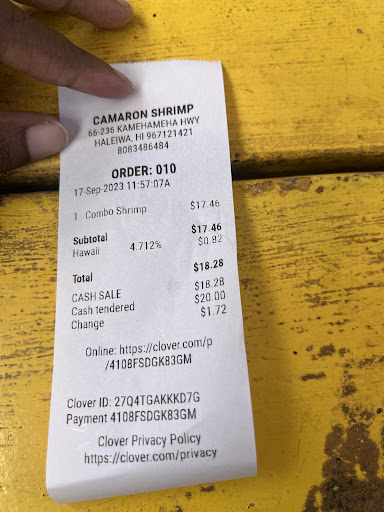 CAMARON SHRIMP
66-236 KAMEHAMEHA HWY
HALEIWA, HI 967121421
8083486484
ORDER: 010
17-Sep-2023 11:57:07A
1 Combo Shrimp $17.46
Subtotal $17.46
Hawaii 4.712% $0.82
Total $18.28
CASH SALE $18.28
Cash tendered $20.00
Change $1.72
Online: https://clover.com/p
/4108FSDGK83GM
Clover ID: 27Q4TGAKKKD7G
Payment 4108FSDGK83GM
Clover Privacy Policy
https://clover.com/privacy